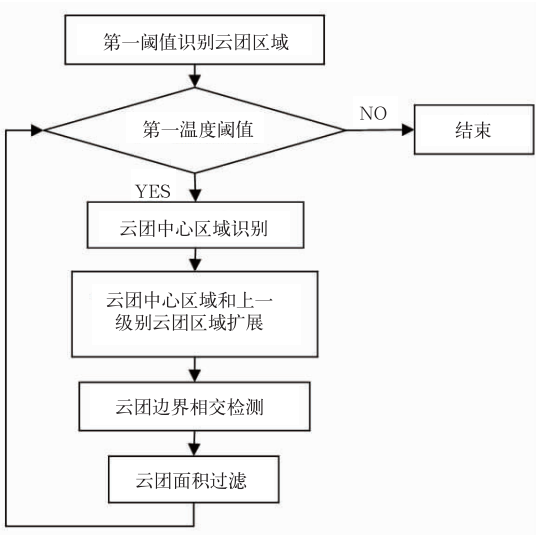 第一阈值识别云团区域
第一温度阈值
NO
结束
YES
云团中心区域识别
云团中心区域和上一
级别云团区域扩展
云团边界相交检测
云团面积过滤